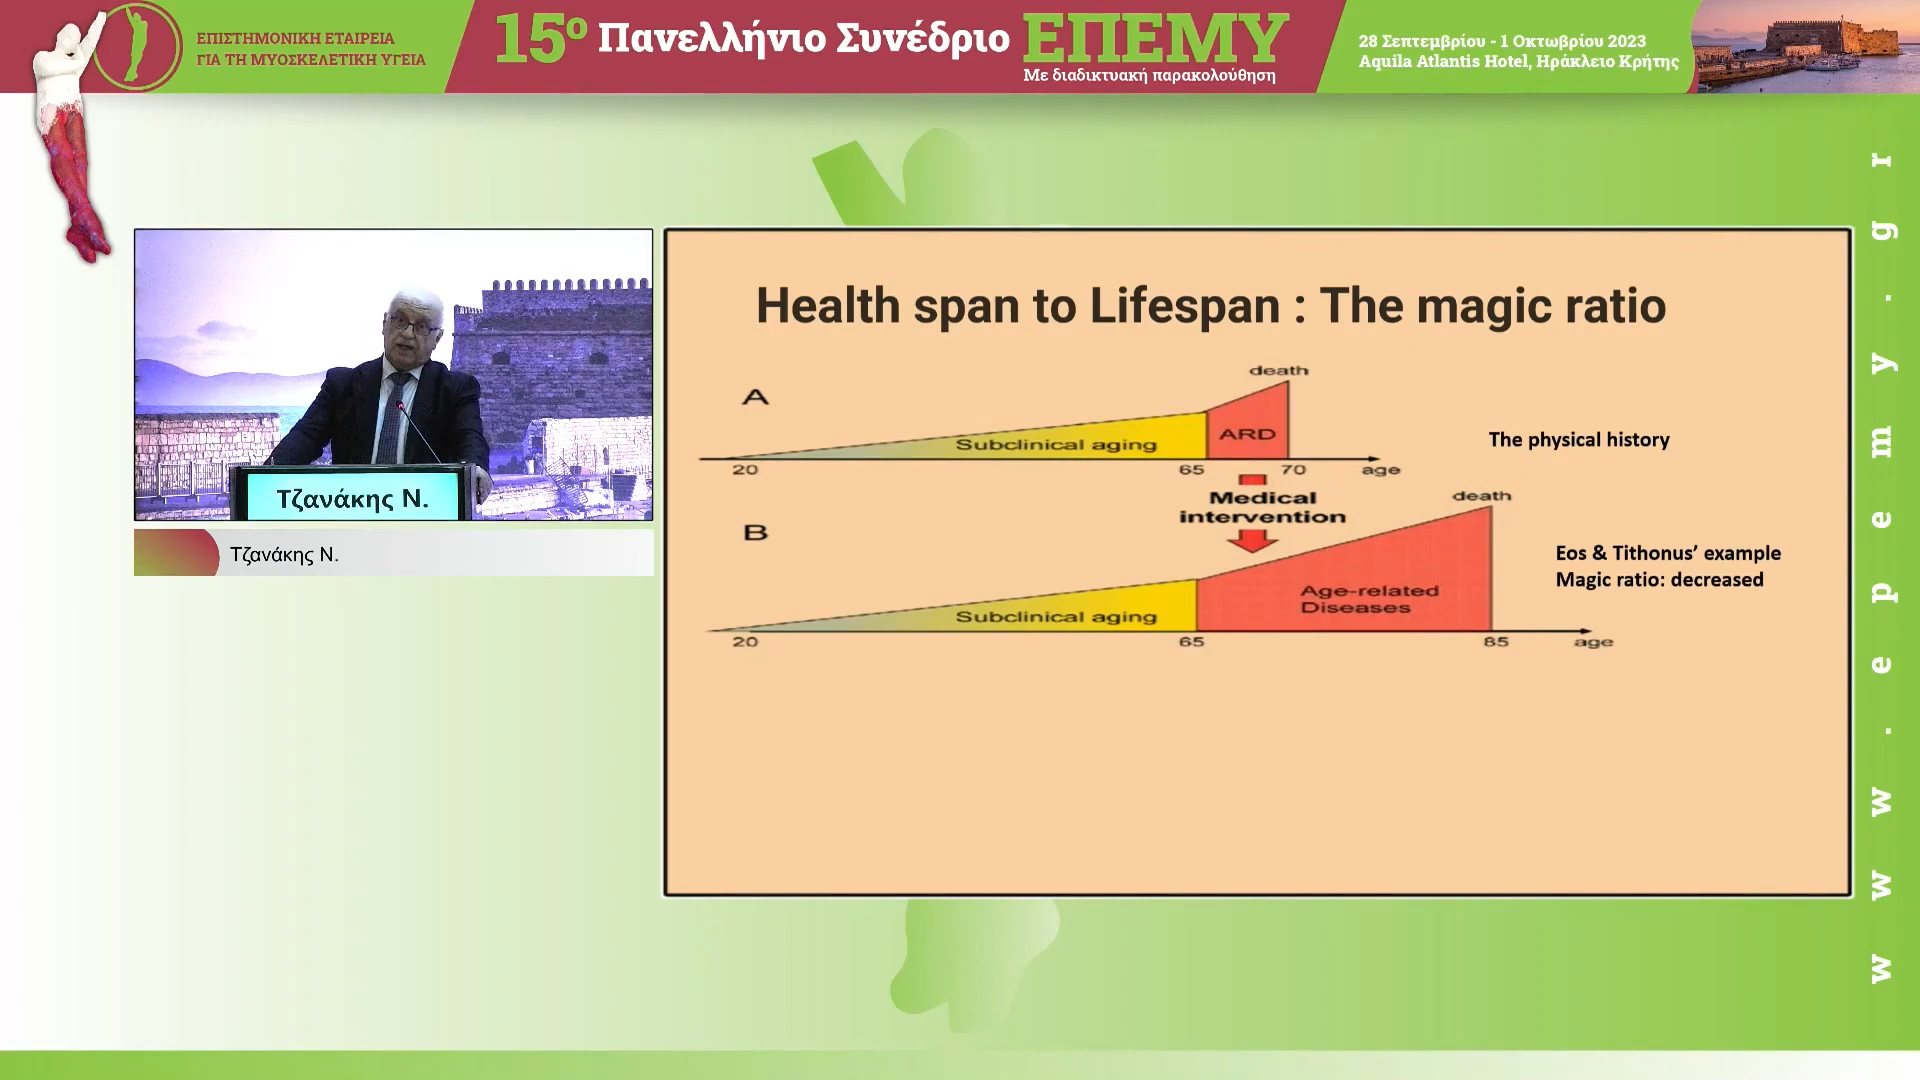 ΕΠΙΣΤΗΜΟΝΙΚΗ ΕΤΑΙΡΕΙΑ
ΓΙΑ ΤΗ ΜΥΟΣΚΕΛΕΤΙΚΗ ΥΓΕΙΑ
15ο Πανελλήνιο Συνέδριο ΕΠΕΜΥ
Με διαδικτυακή παρακολούθηση
28 Σεπτεμβρίου - 1 Οκτωβρίου 2023
Aquila Atlantis Hotel, Ηράκλειο Κρήτης
Τζανάκης Ν.
Τζανάκης Ν.
Health span to Lifespan : The magic ratio
A
death
Subclinical aging
ARD
20
65
70
age
The physical history
Medical
intervention
B
death
Subclinical aging
Age-related
Diseases
20
65
85
age
Eos & Tithonus’ example
Magic ratio: decreased
www.epemy.gr